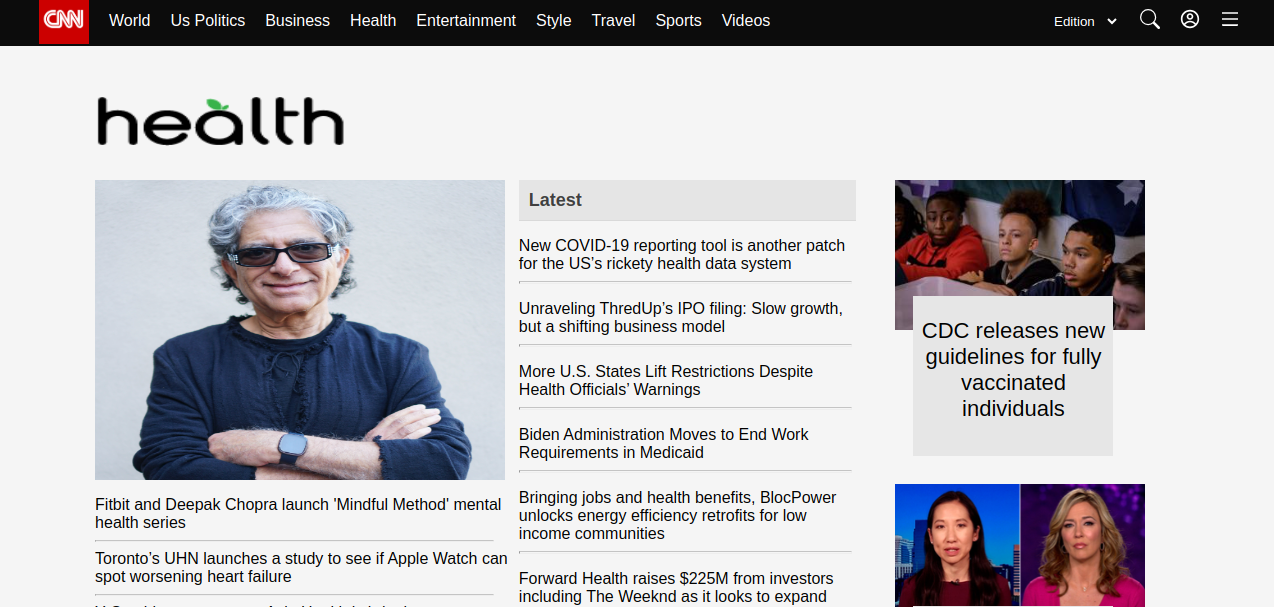 CNN
World Us Politics Business Health Entertainment Style Travel Sports Videos
Edition
health
Fitbit and Deepak Chopra launch 'Mindful Method' mental
health series
Toronto’s UHN launches a study to see if Apple Watch can
spot worsening heart failure
Latest
New COVID-19 reporting tool is another patch
for the US’s rickety health data system
Unraveling ThredUp’s IPO filing: Slow growth,
but a shifting business model
More U.S. States Lift Restrictions Despite
Health Officials’ Warnings
Biden Administration Moves to End Work
Requirements in Medicaid
Bringing jobs and health benefits, BlocPower
unlocks energy efficiency retrofits for low
income communities
Forward Health raises $225M from investors
including The Weeknd as it looks to expand
CDC releases new
guidelines for fully
vaccinated
individuals